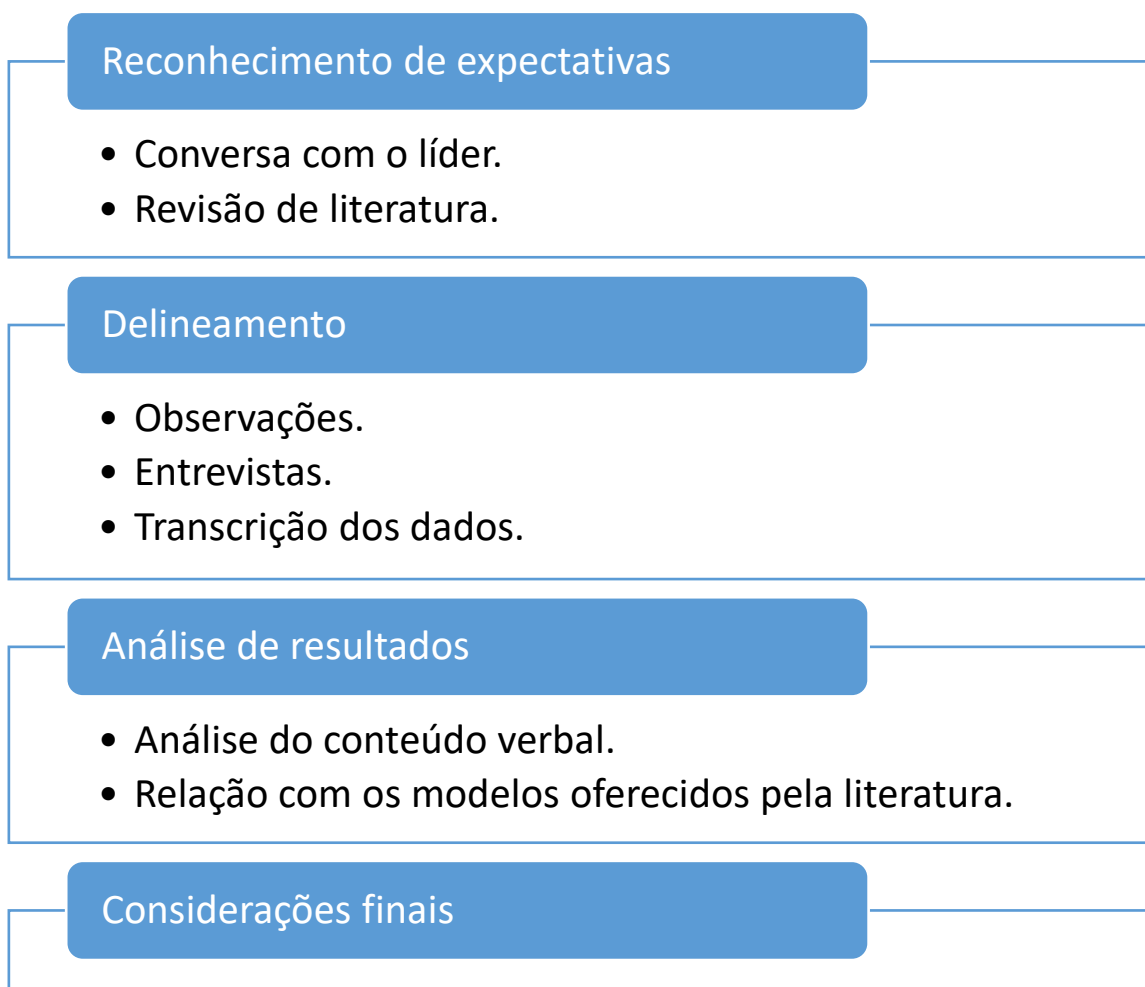 Reconhecimento de expectativas
• Conversa com o líder.
• Revisão de literatura.
Delineamento
• Observações.
• Entrevistas.
• Transcrição dos dados.
Análise de resultados
• Análise do conteúdo verbal.
• Relação com os modelos oferecidos pela literatura.
Considerações finais